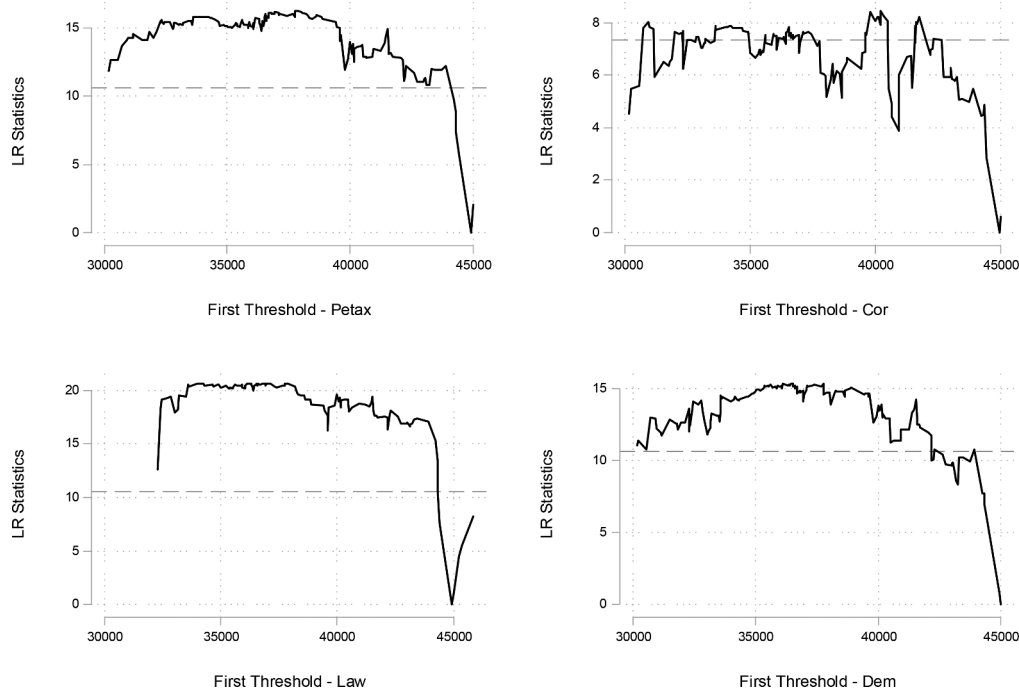 15
10
5
0
LR Statistics
30000 35000 40000 45000
First Threshold - Petax
8
6
4
2
0
LR Statistics
30000 35000 40000 45000
First Threshold - Cor
20
15
10
5
0
LR Statistics
30000 35000 40000 45000
First Threshold - Law
15
10
5
0
LR Statistics
30000 35000 40000 45000
First Threshold - Dem